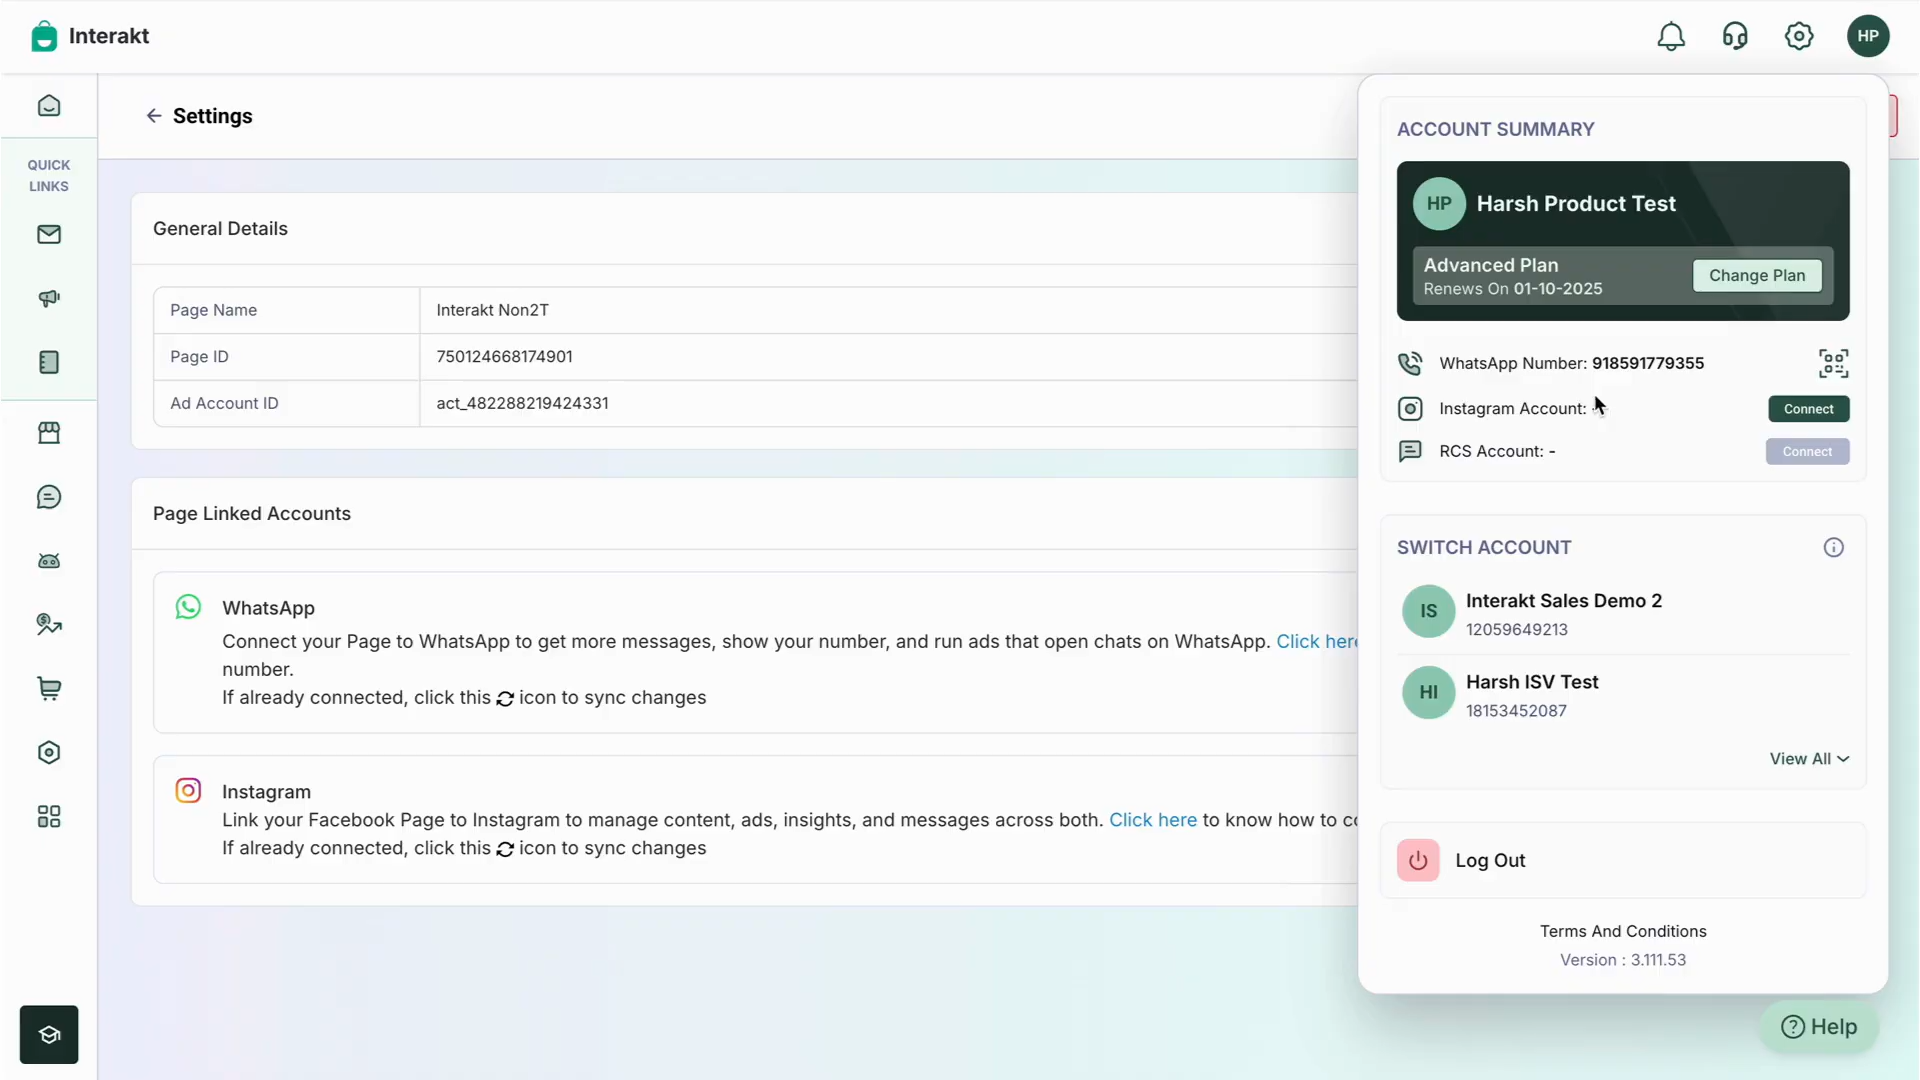 Interakt
HP
Settings
QUICK
LINKS
General Details
Page Name
Interakt Non2T
Page ID
750124668174901
Ad Account ID
act_482288219424331
Page Linked Accounts
WhatsApp
Connect your Page to WhatsApp to get more messages, show your number, and run ads that open chats on WhatsApp. Click here
number.
If already connected, click this icon to sync changes
Instagram
Link your Facebook Page to Instagram to manage content, ads, insights, and messages across both. Click here to know how to
If already connected, click this icon to sync changes
ACCOUNT SUMMARY
HP
Harsh Product Test
Advanced Plan
Renews On 01-10-2025
Change Plan
WhatsApp Number: 918591779355
Instagram Account:
Connect
RCS Account: -
Connect
SWITCH ACCOUNT
IS
Interakt Sales Demo 2
12059649213
HI
Harsh ISV Test
18153452087
View All
Log Out
Terms And Conditions
Version : 3.111.53
Help